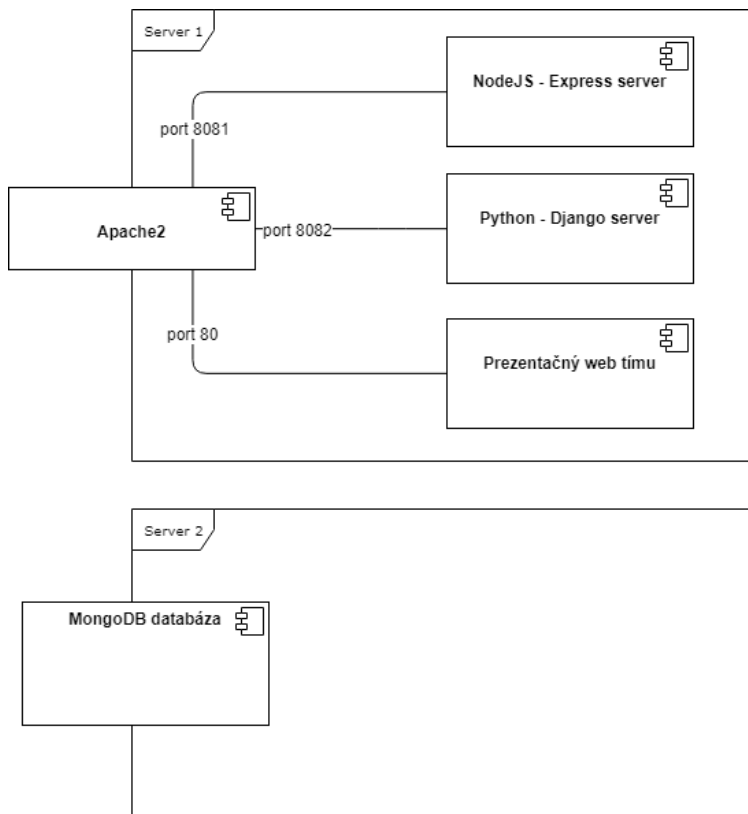 Server 1
NodeJS - Express server
port 8081
Python - Django server
Apache2
port 8082
port 80
Prezentačný web tímu
Server 2
MongoDB databáza